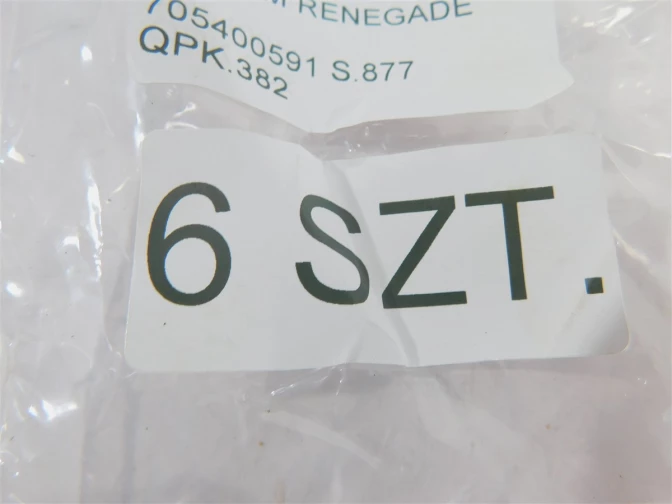 RENEGADE
705400591 S.877
QPK.382
6 SZT.